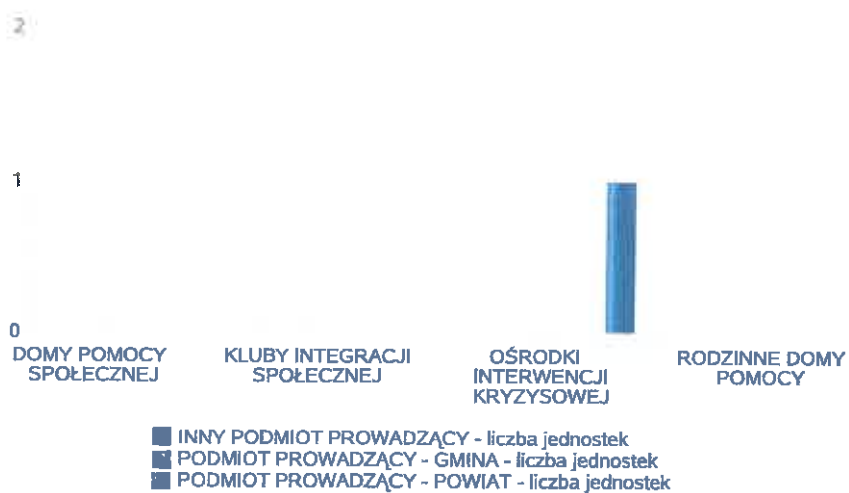 2
1
0
DOMY POMOCY SPOŁECZNEJ
KLUBY INTEGRACJI SPOŁECZNEJ
OŚRODKI INTERWENCJI KRYZYSOWEJ
RODZINNE DOMY POMOCY
INNY PODMIOT PROWADZĄCY - liczba jednostek
PODMIOT PROWADZĄCY - GMINA - liczba jednostek
PODMIOT PROWADZĄCY - POWIAT - liczba jednostek